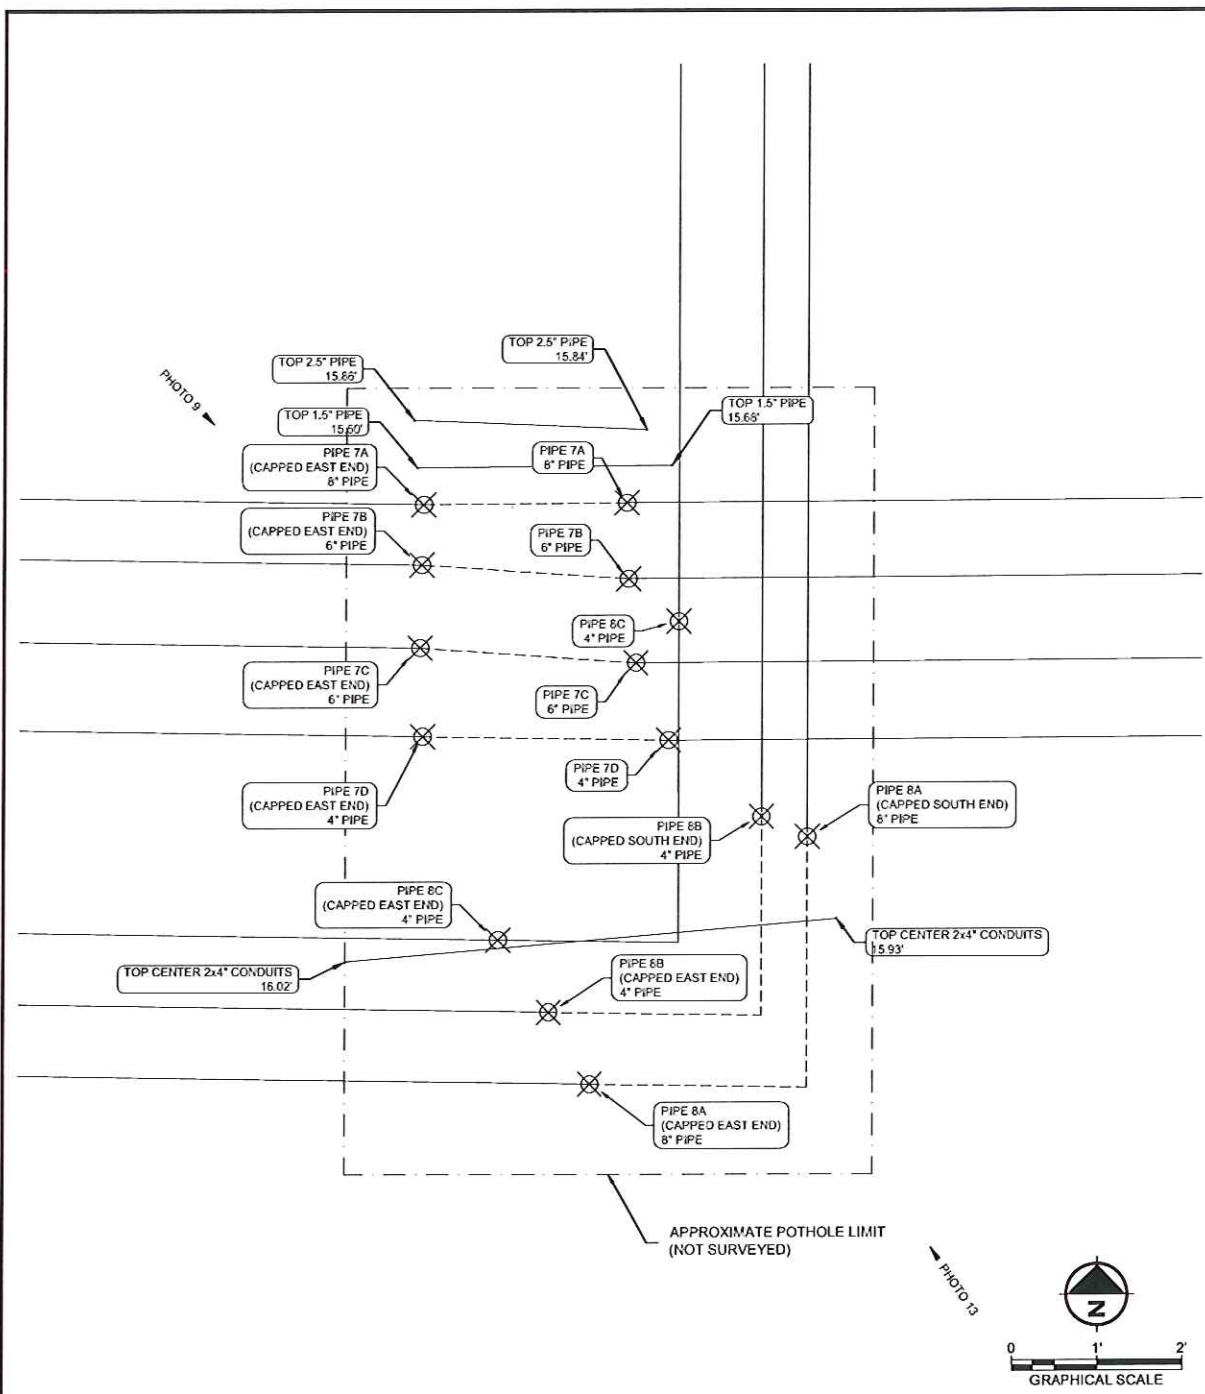 TOP 2.5" PIPE
15.84'
TOP 2.5" PIPE
15.86'
PHOTO 9
TOP 1.5" PIPE
15.60'
TOP 1.5" PIPE
15.68'
PIPE 7A
(CAPPED EAST END)
8" PIPE
PIPE 7A
8" PIPE
PIPE 7B
(CAPPED EAST END)
6" PIPE
PIPE 7B
6" PIPE
PIPE 8C
4" PIPE
PIPE 7C
(CAPPED EAST END)
6" PIPE
PIPE 7C
6" PIPE
PIPE 7D
4" PIPE
PIPE 7D
(CAPPED EAST END)
4" PIPE
PIPE 8A
(CAPPED SOUTH END)
8" PIPE
PIPE 8B
(CAPPED SOUTH END)
4" PIPE
PIPE 8C
(CAPPED EAST END)
4" PIPE
TOP CENTER 2x4" CONDUITS
15.93'
TOP CENTER 2x4" CONDUITS
16.02'
PIPE 8B
(CAPPED EAST END)
4" PIPE
PIPE 8A
(CAPPED EAST END)
8" PIPE
APPROXIMATE POTHOLE LIMIT
(NOT SURVEYED)
PHOTO 13
N
0 1' 2'
GRAPHICAL SCALE